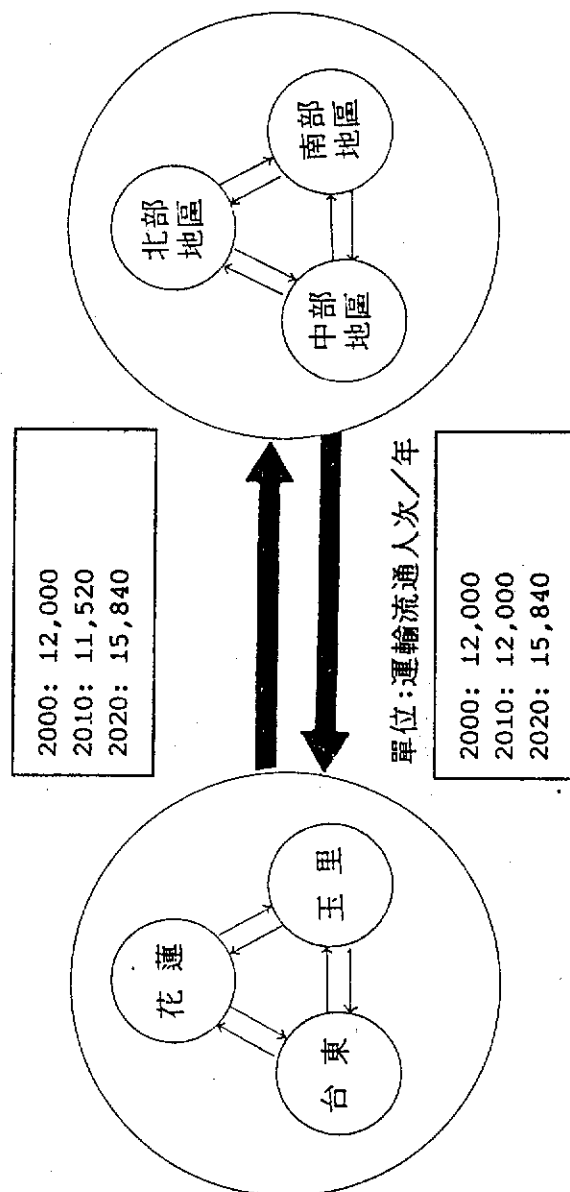 花蓮
台東
玉里
2000: 12,000
2010: 11,520
2020: 15,840
單位:運輸流通人次/年
2000: 12,000
2010: 12,000
2020: 15,840
北部
地區
中部
地區
南部
地區